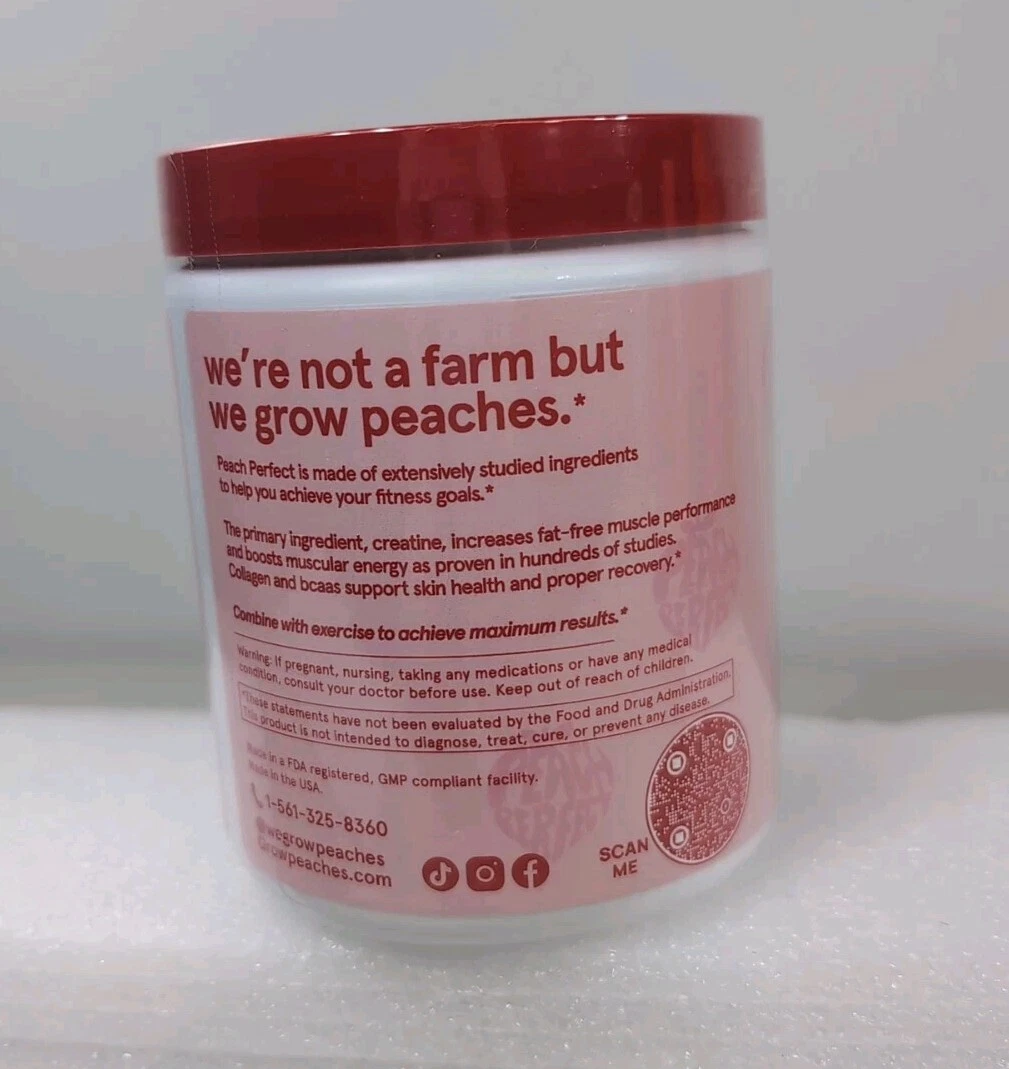 we're not a farm but
we grow peaches.*
Peach Perfect is made of extensively studied ingredients
to help you achieve your fitness goals.*
The primary ingredient, creatine, increases fat-free muscle performance
and boosts muscular energy as proven in hundreds of studies.
Collagen and bcaas support skin health and proper recovery.*
Combine with exercise to achieve maximum results.*
Warning: If pregnant, nursing, taking any medications or have any medical
condition, consult your doctor before use. Keep out of reach of children.
*These statements have not been evaluated by the Food and Drug Administration.
This product is not intended to diagnose, treat, cure, or prevent any disease.
Made in a FDA registered, GMP compliant facility.
Made in the USA.
1-561-325-8360
@wegrowpeaches
Growpeaches.com
SCAN
ME
PEACH
PERFECT
PEACH
PERFECT